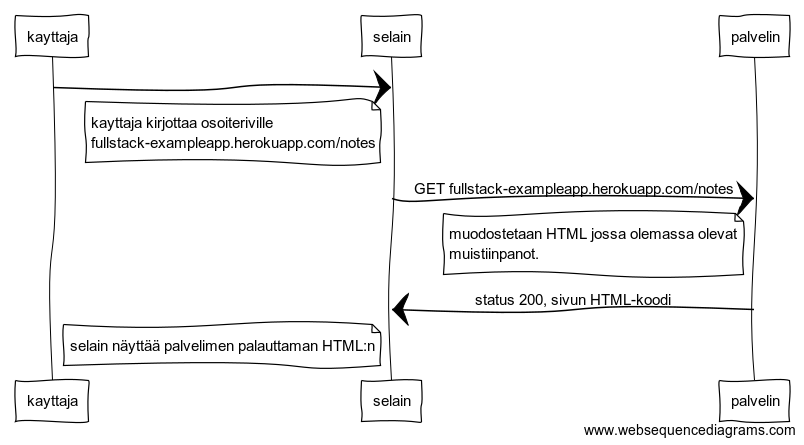 kayttaja
selain
palvelin
kayttaja kirjottaa osoiteriville
fullstack-exampleapp.herokuapp.com/notes
GET fullstack-exampleapp.herokuapp.com/notes
muodostetaan HTML jossa olemassa olevat
muistiinpanot.
status 200, sivun HTML-koodi
selain näyttää palvelimen palauttaman HTML:n
kayttaja
selain
palvelin
www.websequencediagrams.com